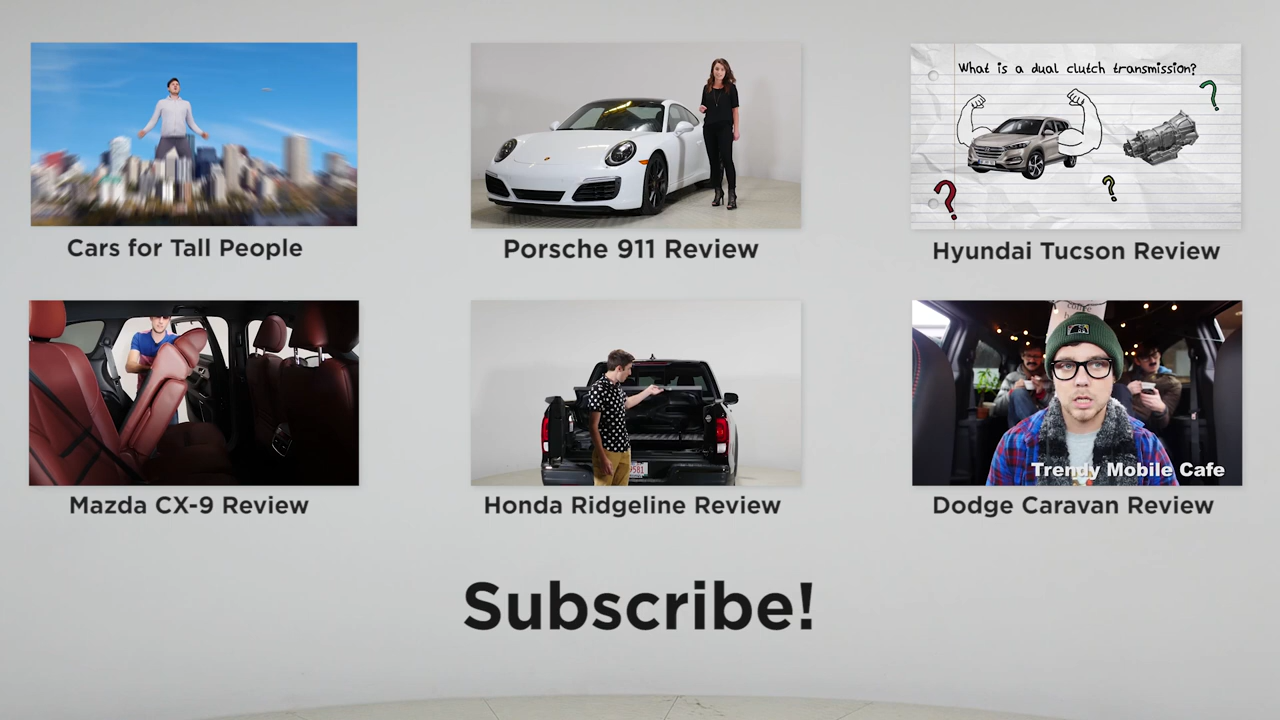 What is a dual clutch transmission?
Cars for Tall People
Porsche 911 Review
Hyundai Tucson Review
Trendy Mobile Cafe
Mazda CX-9 Review
Honda Ridgeline Review
Dodge Caravan Review
Subscribe!